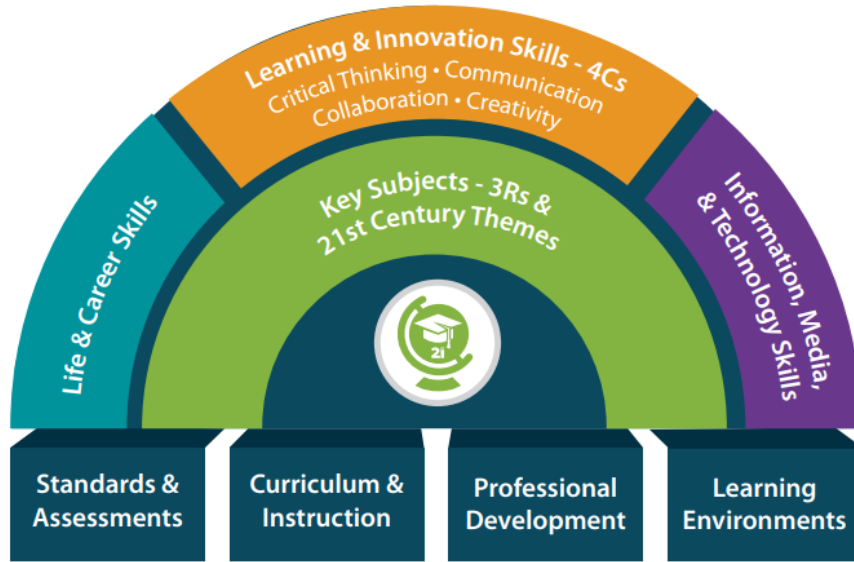 Learning & Innovation Skills - 4Cs
Critical Thinking • Communication
Collaboration • Creativity
Life & Career Skills
Key Subjects - 3Rs &
21st Century Themes
Information, Media,
& Technology Skills
2i
Standards &
Assessments
Curriculum &
Instruction
Professional
Development
Learning
Environments